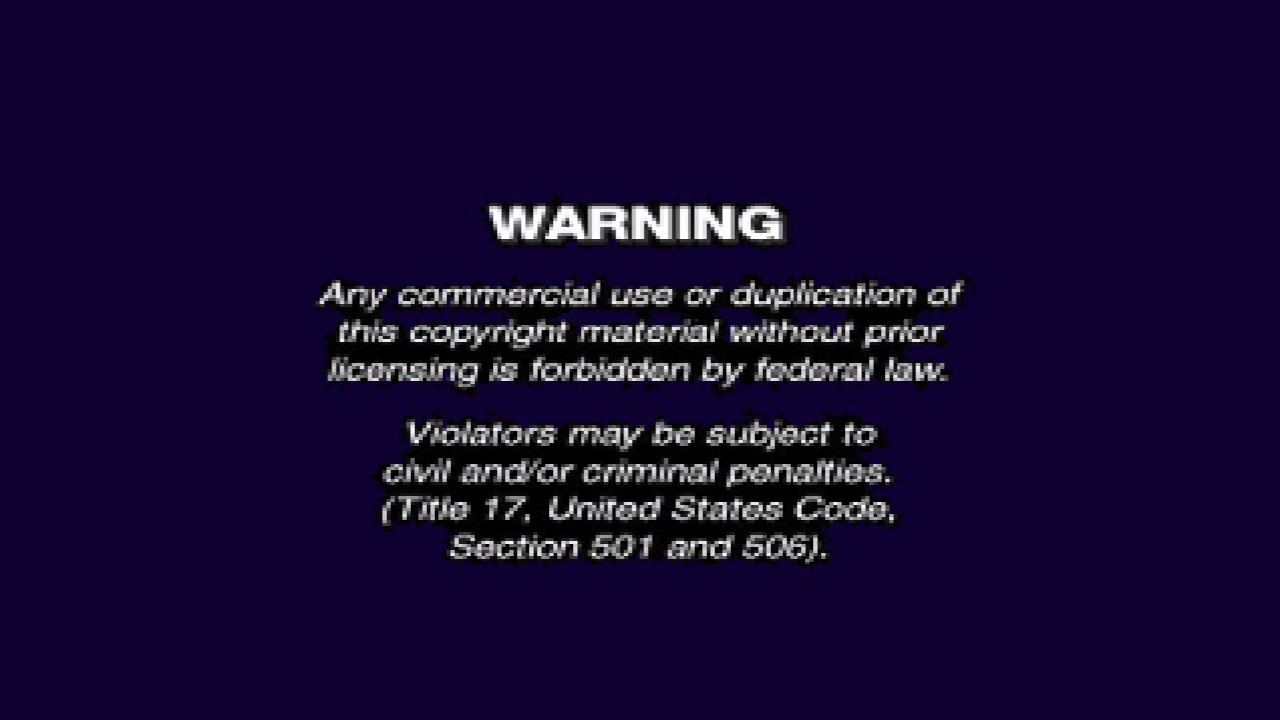 WARNING
Any commercial use or duplication of
this copyright material without prior
licensing is forbidden by federal law.
Violators may be subject to
civil and/or criminal penalties.
(Title 17, United States Code,
Section 501 and 506).